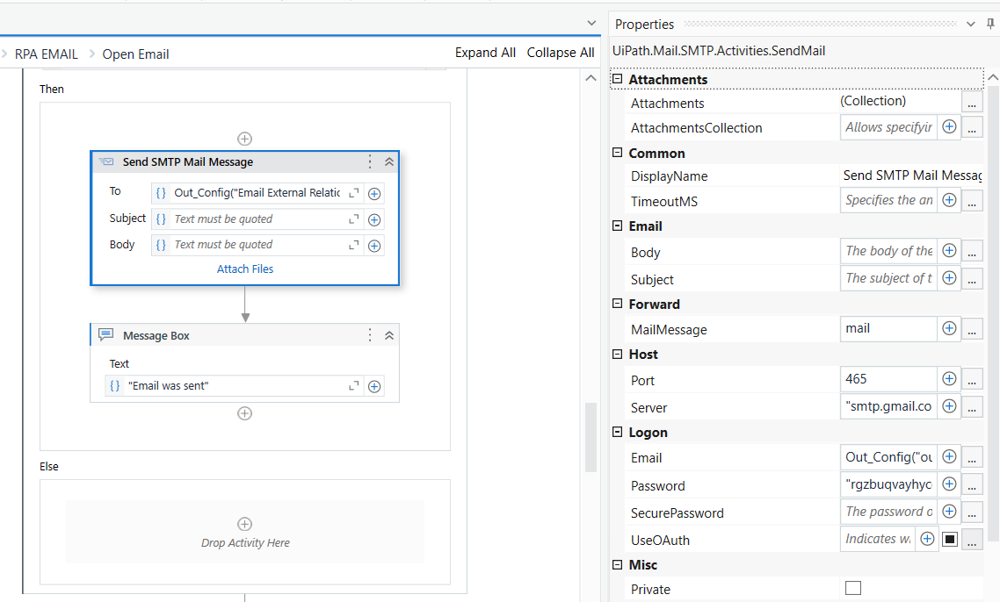 RPA EMAIL
Open Email
Expand All
Collapse All
Then
Send SMTP Mail Message
To
{ } Out_Config("Email External Relatic
Subject
{ } Text must be quoted
Body
{ } Text must be quoted
Attach Files
Message Box
Text
{ } "Email was sent"
Else
Drop Activity Here
Properties
UiPath.Mail.SMTP.Activities.SendMail
Attachments
Attachments (Collection) ...
AttachmentsCollection Allows specifyir ...
Common
DisplayName Send SMTP Mail Messag
TimeoutMS Specifies the an ...
Email
Body The body of the ...
Subject The subject of t ...
Forward
MailMessage mail ...
Host
Port 465 ...
Server "smtp.gmail.co ...
Logon
Email Out_Config("ou ...
Password "rgzbuqvayhyc ...
SecurePassword The password o ...
UseOAuth Indicates w ...
Misc
Private